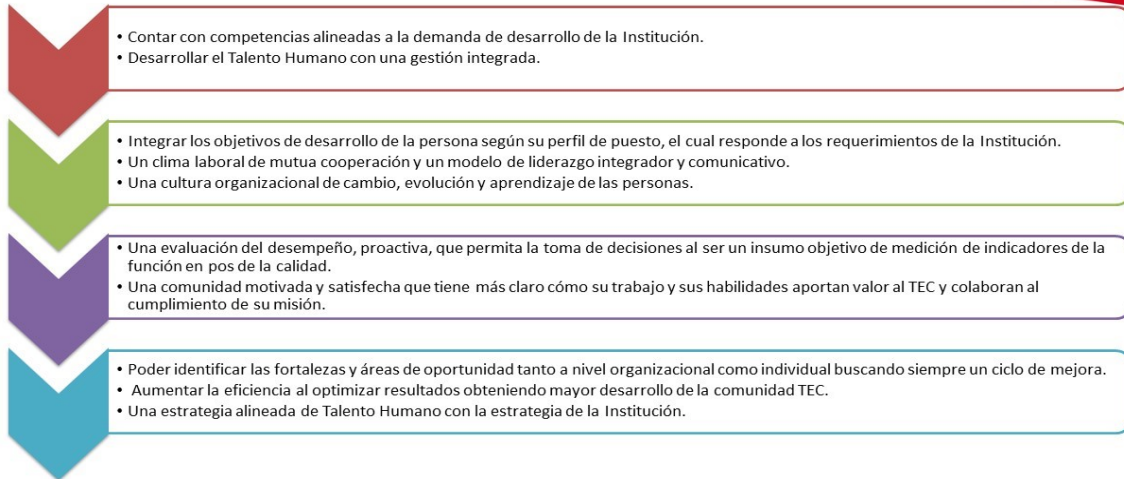 • Contar con competencias alineadas a la demanda de desarrollo de la Institución.
• Desarrollar el Talento Humano con una gestión integrada.
• Integrar los objetivos de desarrollo de la persona según su perfil de puesto, el cual responde a los requerimientos de la Institución.
• Un clima laboral de mutua cooperación y un modelo de liderazgo integrador y comunicativo.
• Una cultura organizacional de cambio, evolución y aprendizaje de las personas.
• Una evaluación del desempeño, proactiva, que permita la toma de decisiones al ser un insumo objetivo de medición de indicadores de la
función en pos de la calidad.
• Una comunidad motivada y satisfecha que tiene más claro cómo su trabajo y sus habilidades aportan valor al TEC y colaboran al
cumplimiento de su misión.
• Poder identificar las fortalezas y áreas de oportunidad tanto a nivel organizacional como individual buscando siempre un ciclo de mejora.
• Aumentar la eficiencia al optimizar resultados obteniendo mayor desarrollo de la comunidad TEC.
• Una estrategia alineada de Talento Humano con la estrategia de la Institución.